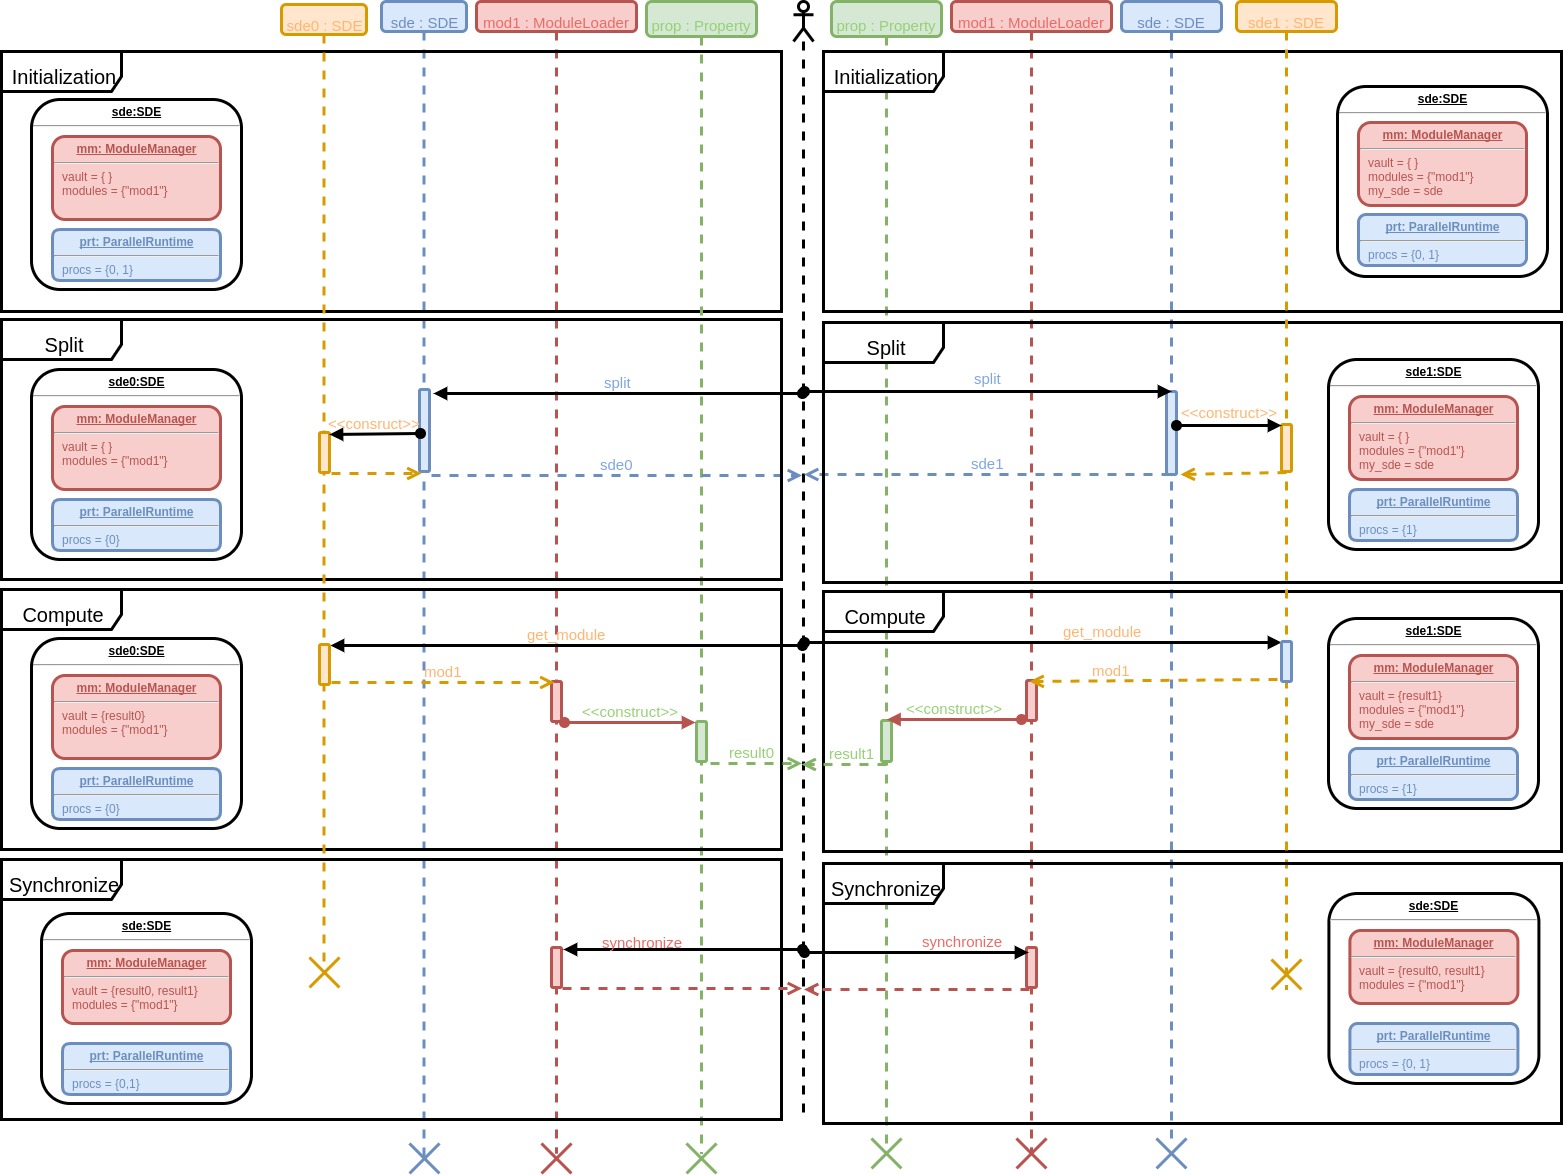 sde0 : SDE
sde : SDE
mod1 : ModuleLoader
prop : Property
prop : Property
mod1 : ModuleLoader
sde : SDE
sde1 : SDE
Initialization
sde:SDE
mm: ModuleManager
vault = { }
modules = {"mod1"}
prt: ParallelRuntime
procs = {0, 1}
Initialization
sde:SDE
mm: ModuleManager
vault = { }
modules = {"mod1"}
my_sde = sde
prt: ParallelRuntime
procs = {0, 1}
Split
sde0:SDE
mm: ModuleManager
vault = { }
modules = {"mod1"}
prt: ParallelRuntime
procs = {0}
split
<<consruct>>
sde0
Split
split
<<construct>>
sde1
sde1:SDE
mm: ModuleManager
vault = { }
modules = {"mod1"}
my_sde = sde
prt: ParallelRuntime
procs = {1}
Compute
sde0:SDE
mm: ModuleManager
vault = {result0}
modules = {"mod1"}
prt: ParallelRuntime
procs = {0}
get_module
mod1
<<construct>>
result0
Compute
get_module
mod1
<<construct>>
result1
sde1:SDE
mm: ModuleManager
vault = {result1}
modules = {"mod1"}
my_sde = sde
prt: ParallelRuntime
procs = {1}
Synchronize
sde:SDE
mm: ModuleManager
vault = {result0, result1}
modules = {"mod1"}
prt: ParallelRuntime
procs = {0,1}
synchronize
Synchronize
synchronize
sde:SDE
mm: ModuleManager
vault = {result0, result1}
modules = {"mod1"}
prt: ParallelRuntime
procs = {0, 1}